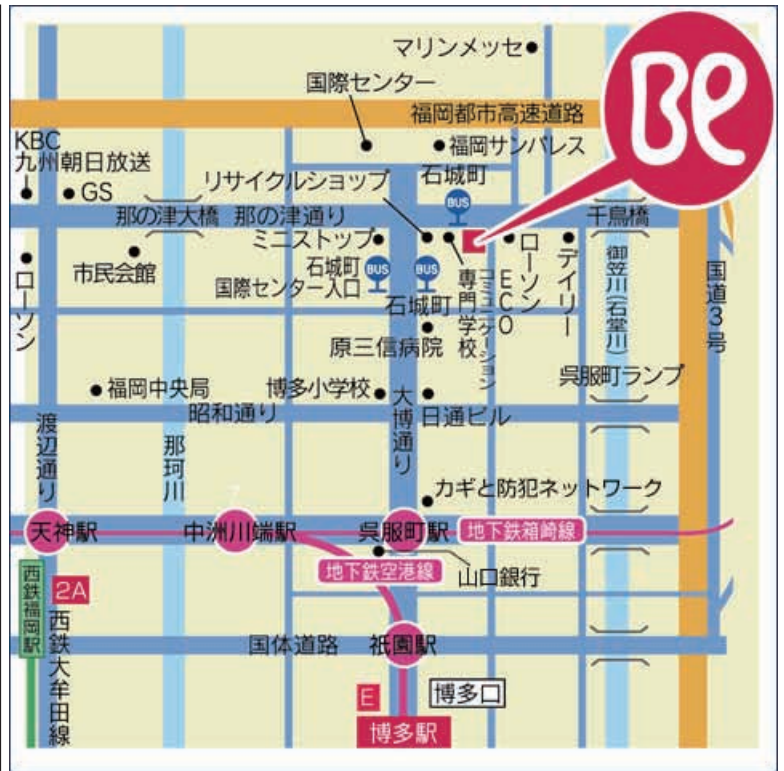 マリンメッセ
Be
国際センター
福岡都市高速道路
KBC
九州朝日放送
福岡サンパレス
石城町
リサイクルショップ
GS
BUS
那の津大橋
那の津通り
千鳥橋
ミニストップ
市民会館
石城町
国際センター入口
BUS
BUS
石城町
専門学校
コミュニケーション
ECO
ローソン
デイリー
御笠川(石堂川)
国道3号
ローソン
原三信病院
呉服町ランプ
福岡中央局
博多小学校
大博通り
日通ビル
昭和通り
渡辺通り
那珂川
カギと防犯ネットワーク
天神駅
中洲川端駅
呉服町駅
地下鉄箱崎線
地下鉄空港線
山口銀行
西鉄福岡駅
2A
西鉄大牟田線
国体道路
祇園駅
E
博多口
博多駅